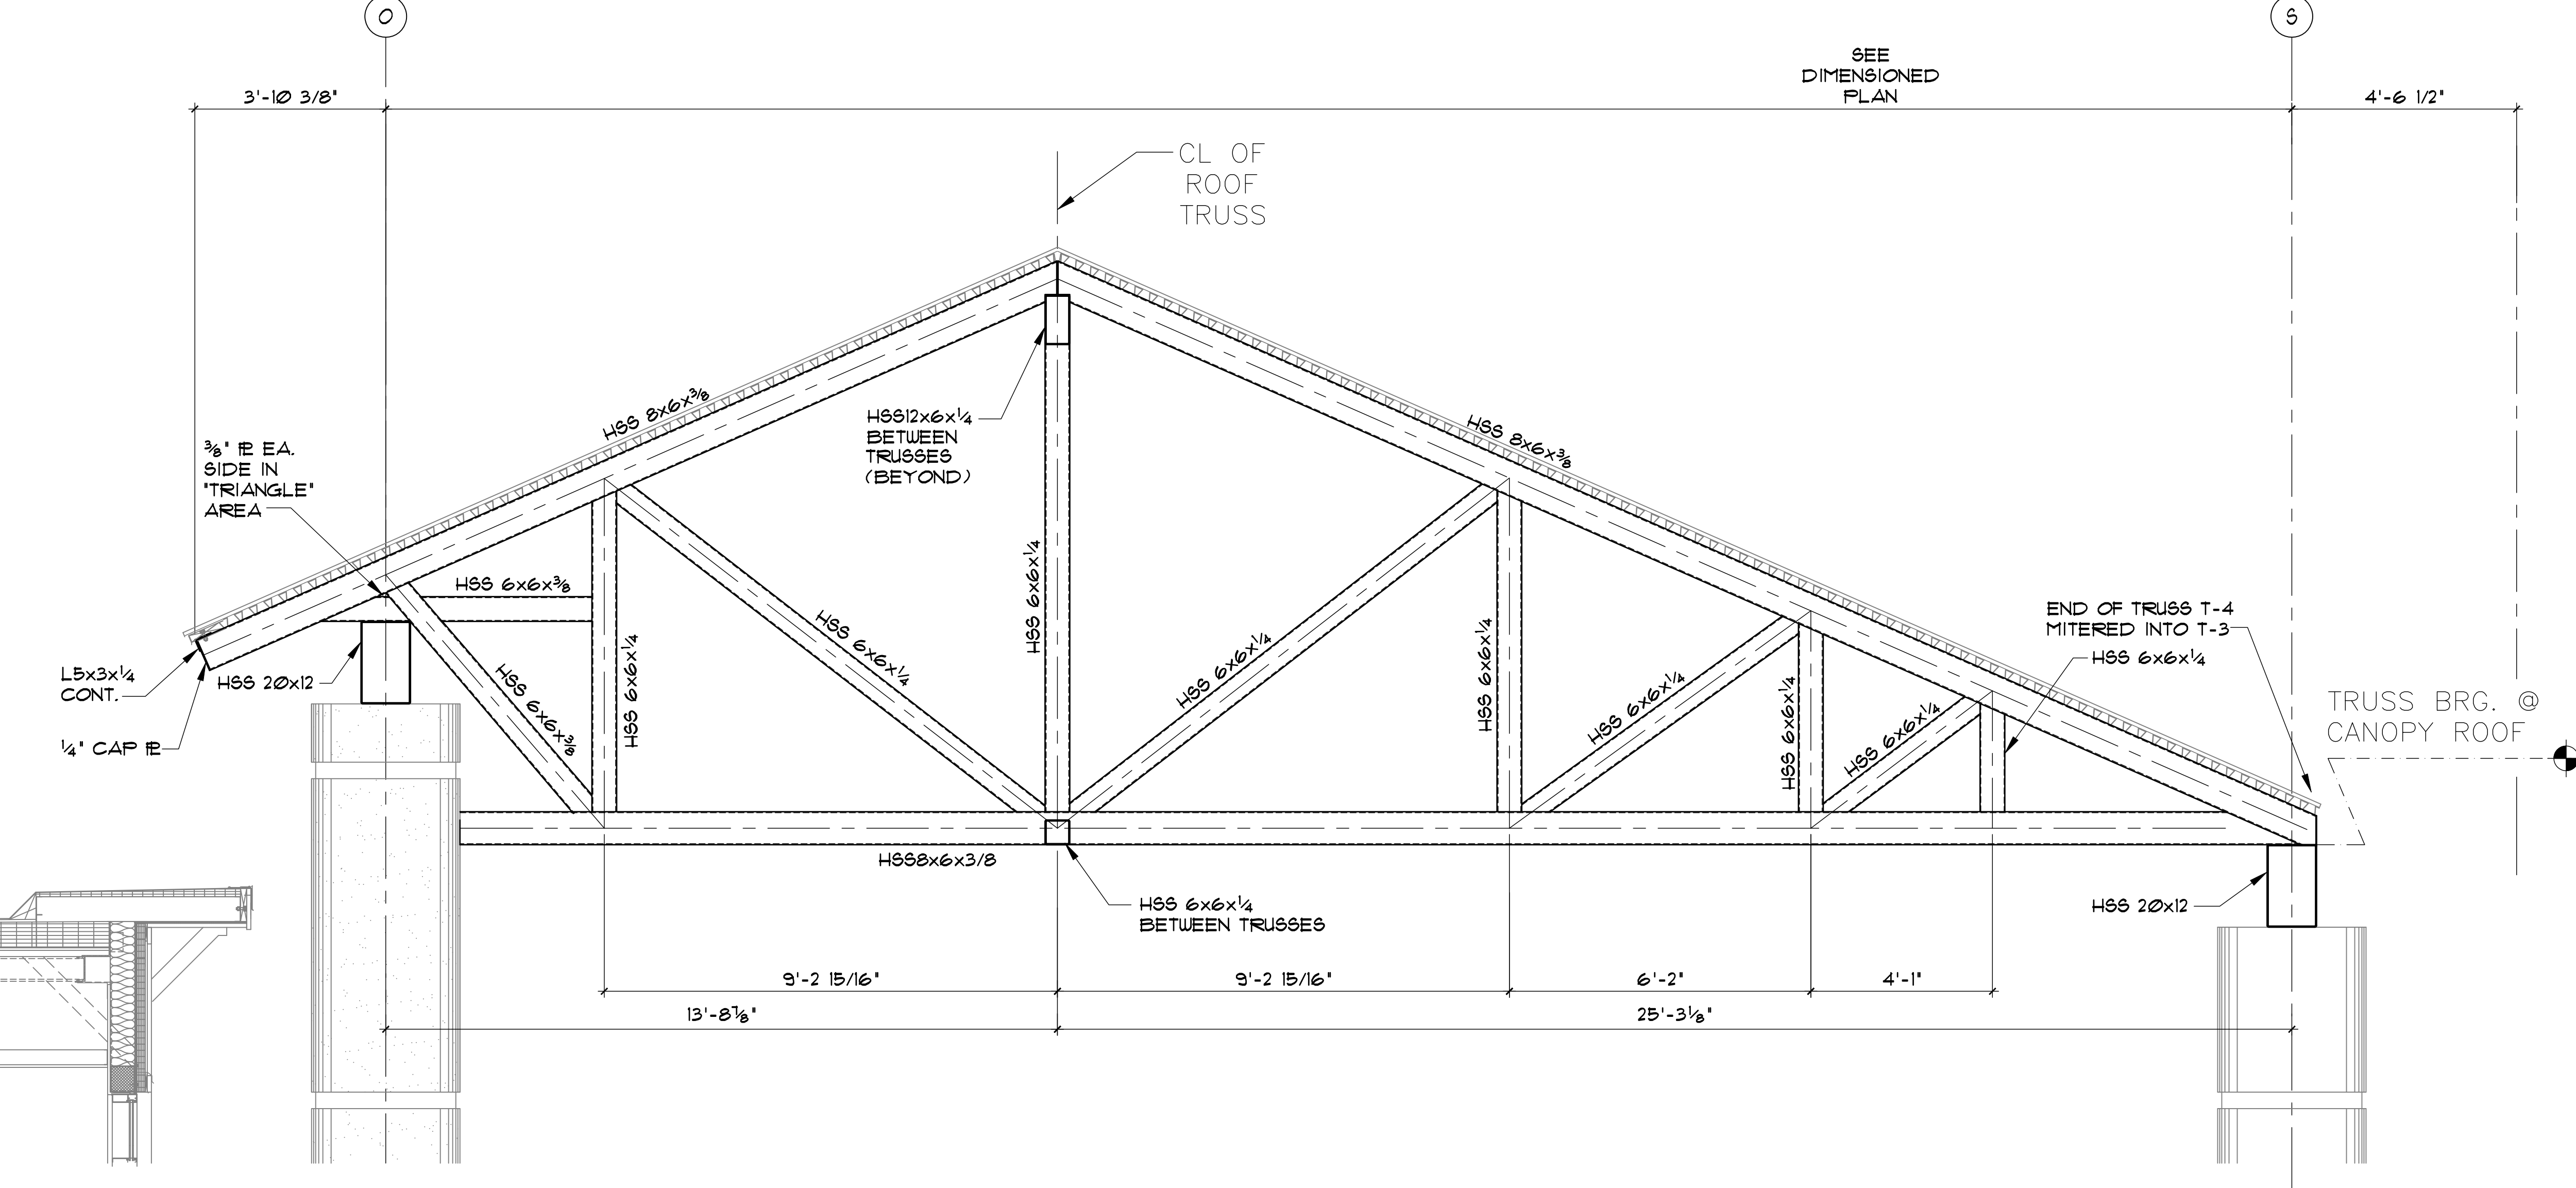 O
S
SEE
DIMENSIONED
PLAN
3'-10 3/8"
4'-6 1/2"
CL OF
ROOF
TRUSS
HSS 8x6x3/8
HSS 8x6x3/8
HSS12x6x1/4
BETWEEN
TRUSSES
(BEYOND)
3/8" PL EA.
SIDE IN
"TRIANGLE"
AREA
HSS 6x6x3/8
HSS 6x6x1/4
HSS 6x6x1/4
HSS 6x6x1/4
HSS 6x6x1/4
HSS 6x6x1/4
HSS 6x6x1/4
HSS 6x6x1/4
HSS 6x6x1/4
HSS 6x6x3/8
END OF TRUSS T-4
MITERED INTO T-3
HSS 6x6x1/4
L5x3x1/4
CONT.
HSS 20x12
1/4" CAP PL
TRUSS BRG. @
CANOPY ROOF
HSS8x6x3/8
HSS 6x6x1/4
BETWEEN TRUSSES
HSS 20x12
9'-2 15/16"
9'-2 15/16"
6'-2"
4'-1"
13'-8 7/8"
25'-3 1/8"